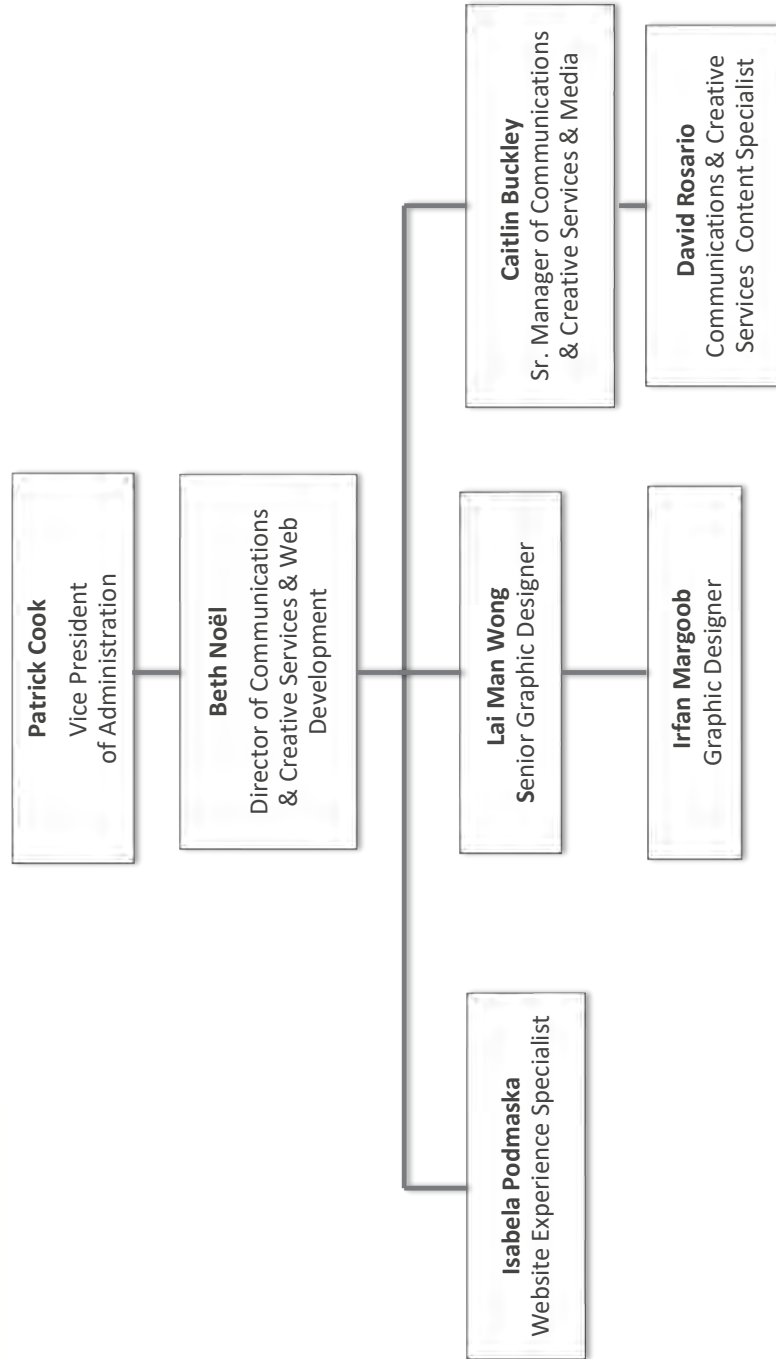 Patrick Cook
Vice President
of Administration
Beth Noël
Director of Communications
& Creative Services & Web
Development
Isabela Podmaska
Website Experience Specialist
Lai Man Wong
Senior Graphic Designer
Irfan Margoob
Graphic Designer
Caitlin Buckley
Sr. Manager of Communications
& Creative Services & Media
David Rosario
Communications & Creative
Services Content Specialist